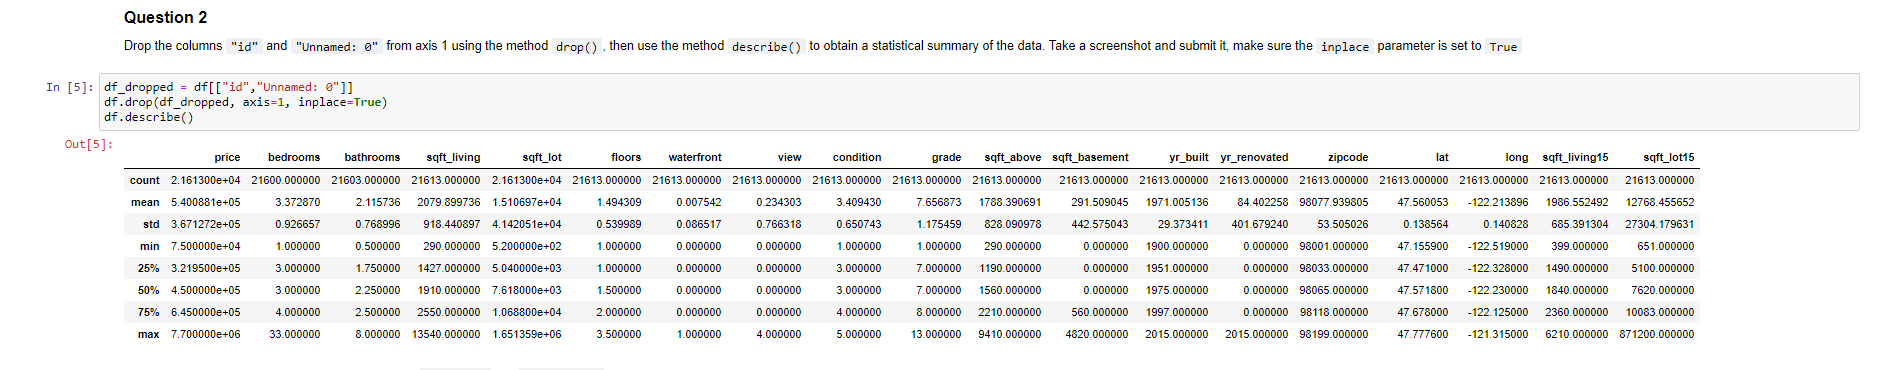 Question 2
Drop the columns "id" and "Unnamed: 0" from axis 1 using the method drop() , then use the method describe() to obtain a statistical summary of the data. Take a screenshot and submit it, make sure the inplace parameter is set to True
In [5]: df_dropped = df[["id","Unnamed: 0"]]
df.drop(df_dropped, axis=1, inplace=True)
df.describe()
Out[5]:
price bedrooms bathrooms sqft_living sqft_lot floors waterfront view condition grade sqft_above sqft_basement yr_built yr_renovated zipcode lat long sqft_living15 sqft_lot15
count 2.161300e+04 21600.000000 21603.000000 21613.000000 2.161300e+04 21613.000000 21613.000000 21613.000000 21613.000000 21613.000000 21613.000000 21613.000000 21613.000000 21613.000000 21613.000000 21613.000000 21613.000000 21613.000000 21613.000000
mean 5.400881e+05 3.372870 2.115736 2079.899736 1.510697e+04 1.494309 0.007542 0.234303 3.409430 7.656873 1788.390691 291.509045 1971.005136 84.402258 98077.939805 47.560053 -122.213896 1986.552492 12768.455652
std 3.671272e+05 0.926657 0.768996 918.440897 4.142051e+04 0.539989 0.086517 0.766318 0.650743 1.175459 828.090978 442.575043 29.373411 401.679240 53.505026 0.138564 0.140828 685.391304 27304.179631
min 7.500000e+04 1.000000 0.500000 290.000000 5.200000e+02 1.000000 0.000000 0.000000 1.000000 1.000000 290.000000 0.000000 1900.000000 0.000000 98001.000000 47.155900 -122.519000 399.000000 651.000000
25% 3.219500e+05 3.000000 1.750000 1427.000000 5.040000e+03 1.000000 0.000000 0.000000 3.000000 7.000000 1190.000000 0.000000 1951.000000 0.000000 98033.000000 47.471000 -122.328000 1490.000000 5100.000000
50% 4.500000e+05 3.000000 2.250000 1910.000000 7.618000e+03 1.500000 0.000000 0.000000 3.000000 7.000000 1560.000000 0.000000 1975.000000 0.000000 98065.000000 47.571800 -122.230000 1840.000000 7620.000000
75% 6.450000e+05 4.000000 2.500000 2550.000000 1.068800e+04 2.000000 0.000000 0.000000 4.000000 8.000000 2210.000000 560.000000 1997.000000 0.000000 98118.000000 47.678000 -122.125000 2360.000000 10083.000000
max 7.700000e+06 33.000000 8.000000 13540.000000 1.651359e+06 3.500000 1.000000 4.000000 5.000000 13.000000 9410.000000 4820.000000 2015.000000 2015.000000 98199.000000 47.777600 -121.315000 6210.000000 871200.000000